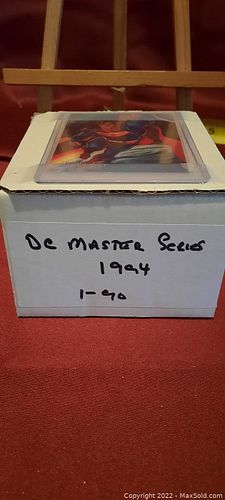 DC MASTER SERIES
1994
1-90
Copyright © 2022 - MaxSold.com